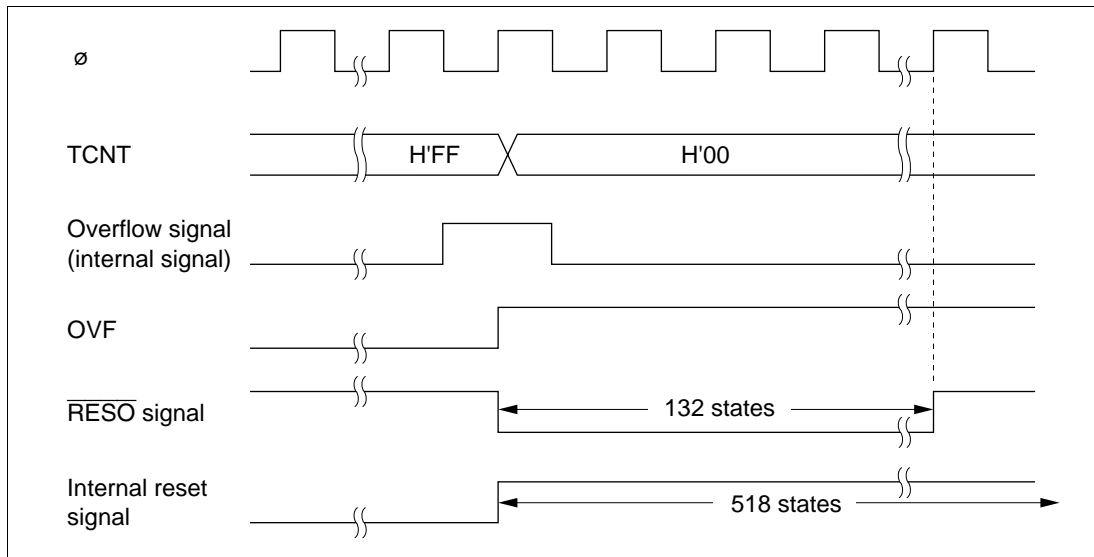 ø
TCNT
H'FF
H'00
Overflow signal
(internal signal)
OVF
RESO signal
132 states
Internal reset
signal
518 states